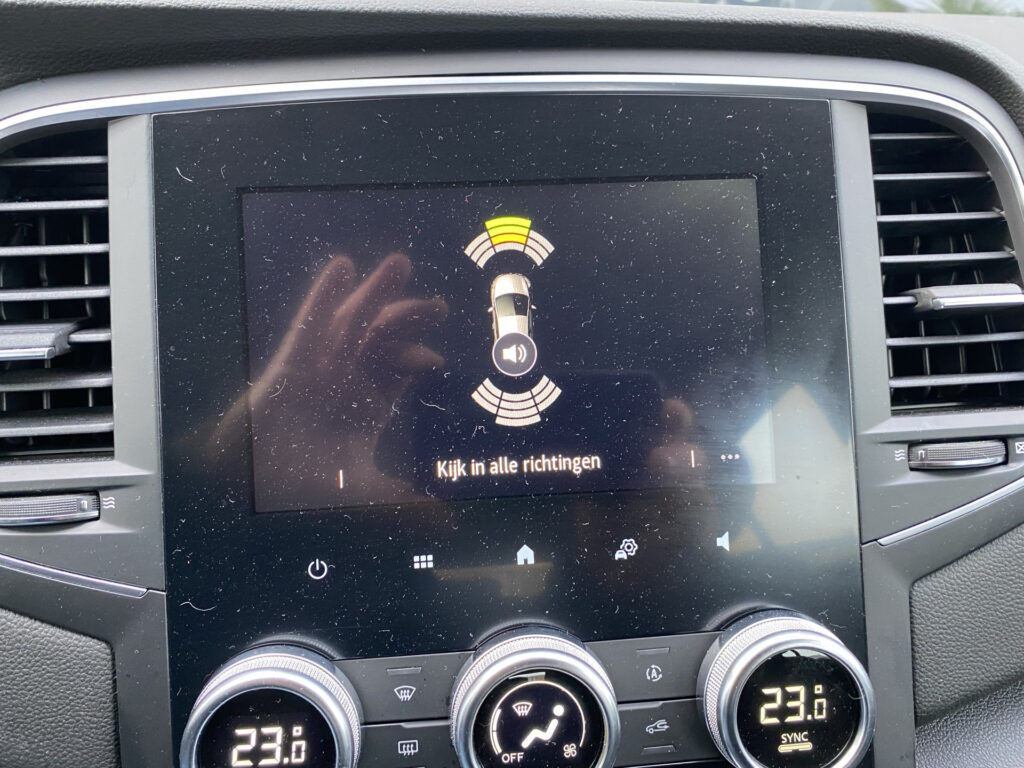 Kijk in alle richtingen
23.0
OFF
23.0
SYNC